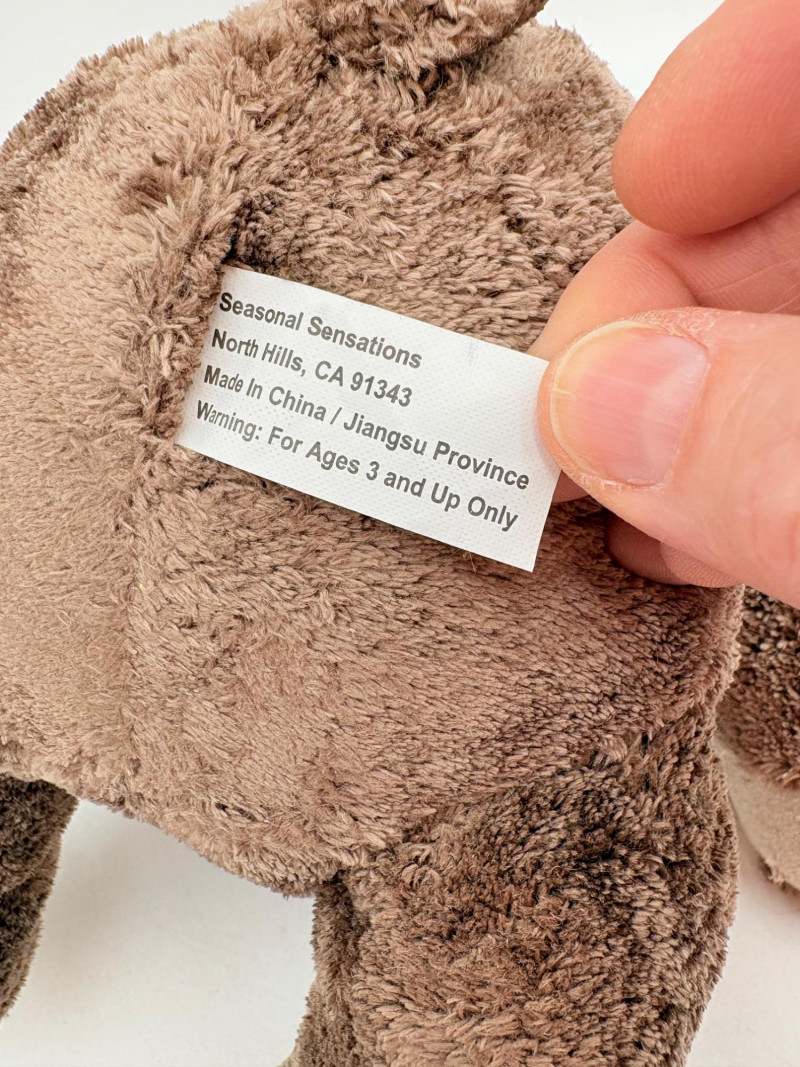 Seasonal Sensations
North Hills, CA 91343
Made In China / Jiangsu Province
Warning: For Ages 3 and Up Only